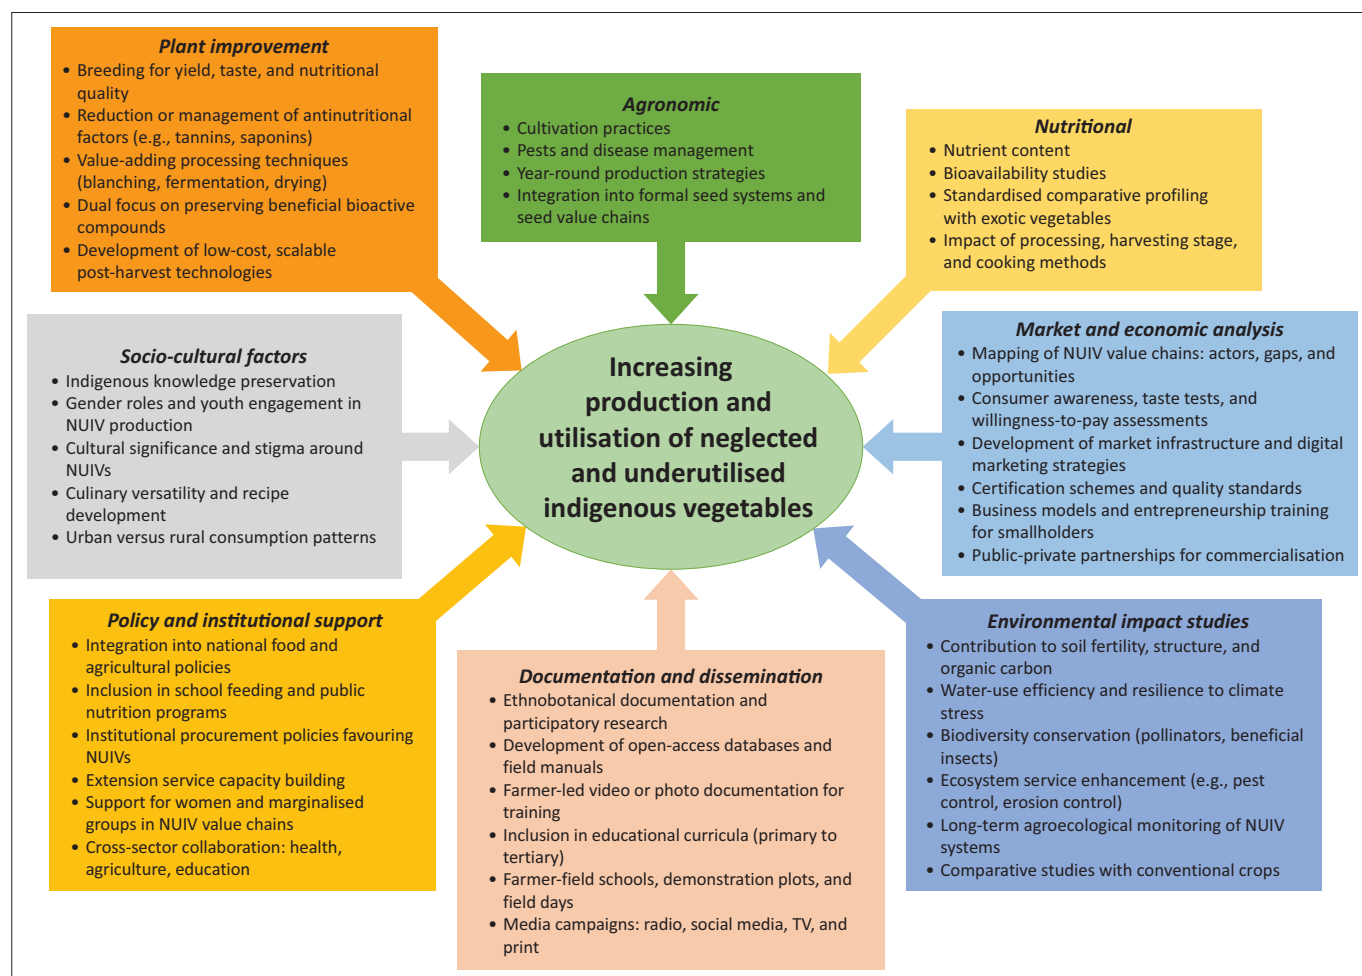 Plant improvement
• Breeding for yield, taste, and nutritional
quality
• Reduction or management of antinutritional
factors (e.g., tannins, saponins)
• Value-adding processing techniques
(blanching, fermentation, drying)
• Dual focus on preserving beneficial bioactive
compounds
• Development of low-cost, scalable
post-harvest technologies
Agronomic
• Cultivation practices
• Pests and disease management
• Year-round production strategies
• Integration into formal seed systems and
seed value chains
Nutritional
• Nutrient content
• Bioavailability studies
• Standardised comparative profiling
with exotic vegetables
• Impact of processing, harvesting stage,
and cooking methods
Socio-cultural factors
• Indigenous knowledge preservation
• Gender roles and youth engagement in
NUIV production
• Cultural significance and stigma around
NUIVs
• Culinary versatility and recipe
development
• Urban versus rural consumption patterns
Increasing
production and
utilisation of neglected
and underutilised
indigenous vegetables
Market and economic analysis
• Mapping of NUIV value chains: actors, gaps, and
opportunities
• Consumer awareness, taste tests, and
willingness-to-pay assessments
• Development of market infrastructure and digital
marketing strategies
• Certification schemes and quality standards
• Business models and entrepreneurship training
for smallholders
• Public-private partnerships for commercialisation
Policy and institutional support
• Integration into national food and
agricultural policies
• Inclusion in school feeding and public
nutrition programs
• Institutional procurement policies favouring
NUIVs
• Extension service capacity building
• Support for women and marginalised
groups in NUIV value chains
• Cross-sector collaboration: health,
agriculture, education
Documentation and dissemination
• Ethnobotanical documentation and
participatory research
• Development of open-access databases and
field manuals
• Farmer-led video or photo documentation for
training
• Inclusion in educational curricula (primary to
tertiary)
• Farmer-field schools, demonstration plots, and
field days
• Media campaigns: radio, social media, TV, and
print
Environmental impact studies
• Contribution to soil fertility, structure, and
organic carbon
• Water-use efficiency and resilience to climate
stress
• Biodiversity conservation (pollinators, beneficial
insects)
• Ecosystem service enhancement (e.g., pest
control, erosion control)
• Long-term agroecological monitoring of NUIV
systems
• Comparative studies with conventional crops